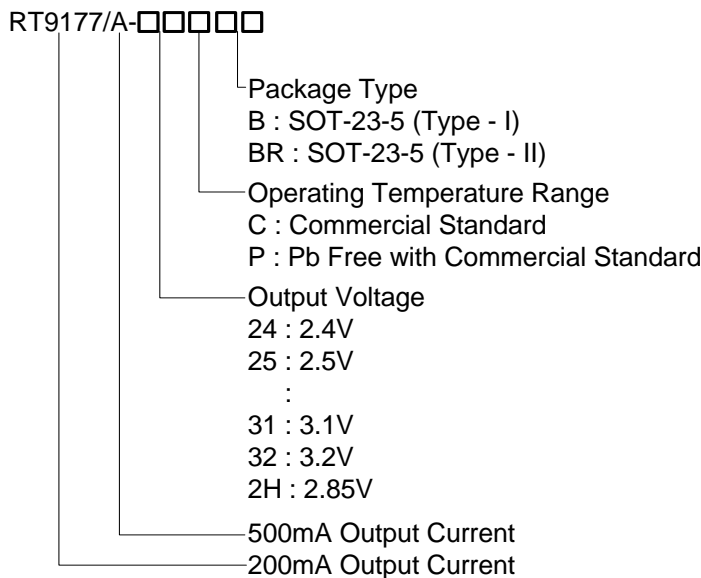 RT9177/A-□□□□□
Package Type
B : SOT-23-5 (Type - I)
BR : SOT-23-5 (Type - II)
Operating Temperature Range
C : Commercial Standard
P : Pb Free with Commercial Standard
Output Voltage
24 : 2.4V
25 : 2.5V
:
31 : 3.1V
32 : 3.2V
2H : 2.85V
500mA Output Current
200mA Output Current